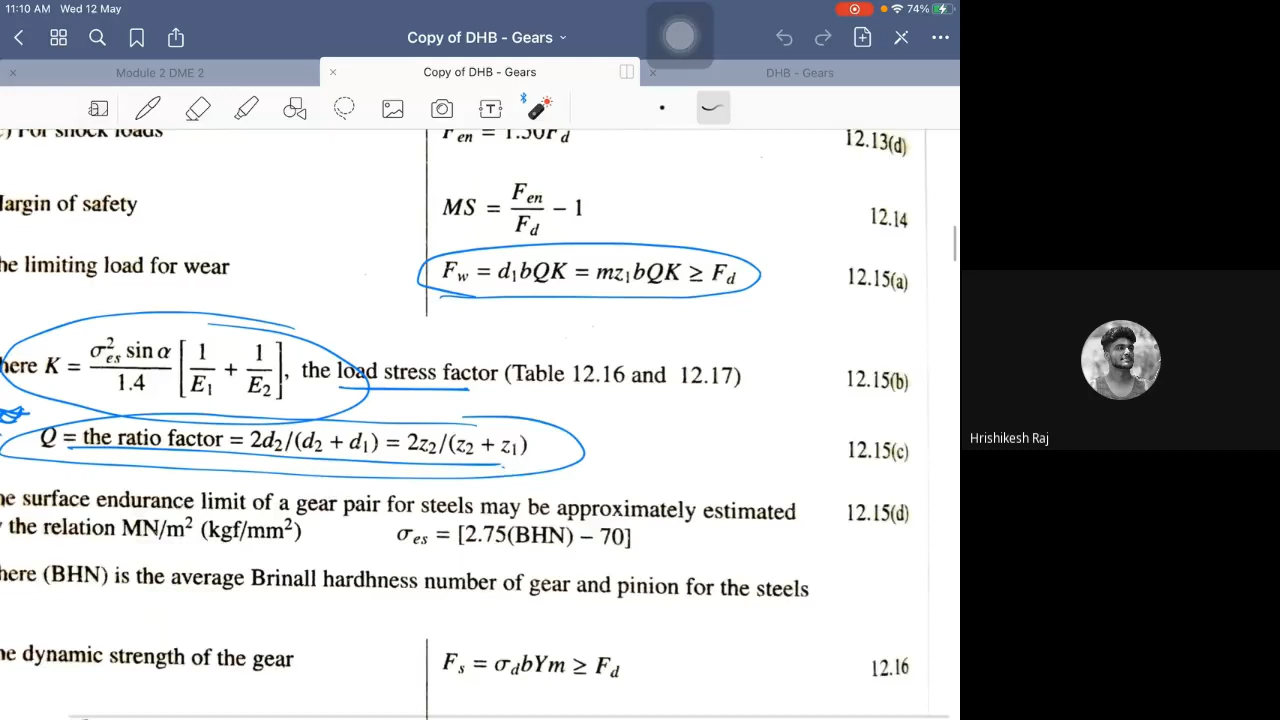 11:10 AM Wed 12 May
74%
Copy of DHB - Gears
Module 2 DME 2
Copy of DHB - Gears
DHB - Gears
) For shock loads F_en = 1.50F_d 12.13(d)
largin of safety MS = F_en/F_d − 1 12.14
he limiting load for wear F_w = d_1bQK = mz_1bQK ≥ F_d 12.15(a)
here K = σ²_es sin α/1.4 [1/E_1 + 1/E_2], the load stress factor (Table 12.16 and 12.17) 12.15(b)
Q = the ratio factor = 2d_2/(d_2 + d_1) = 2z_2/(z_2 + z_1) 12.15(c)
he surface endurance limit of a gear pair for steels may be approximately estimated 12.15(d)
the relation MN/m² (kgf/mm²) σ_es = [2.75(BHN) − 70]
here (BHN) is the average Brinall hardhness number of gear and pinion for the steels
he dynamic strength of the gear F_s = σ_dbYm ≥ F_d 12.16
Hrishikesh Raj